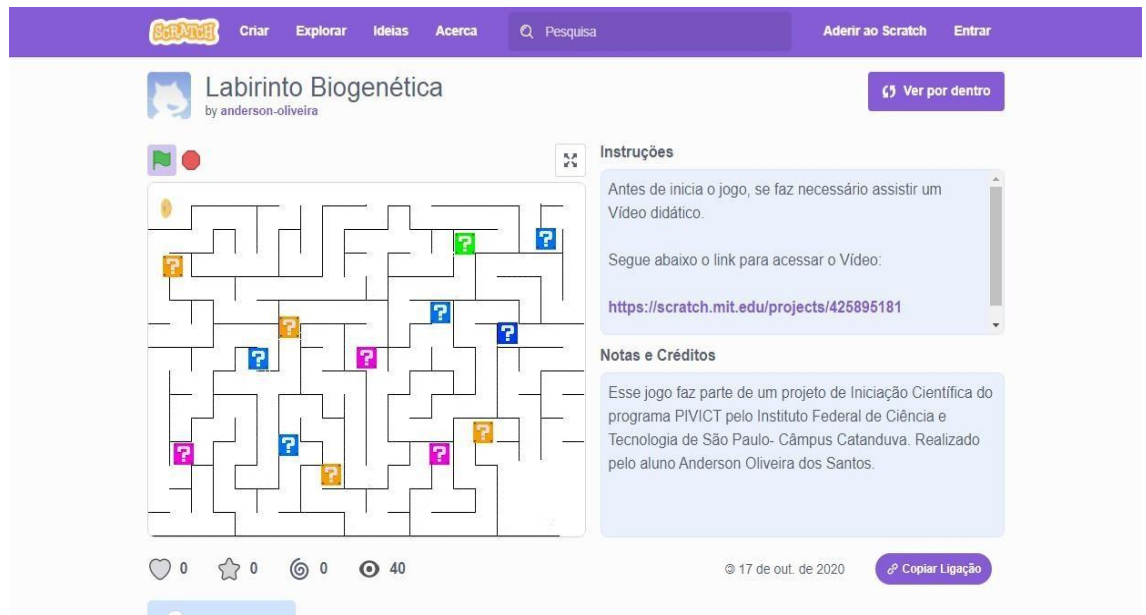 SCRATCH Criar Explorar Ideias Acerca Pesquisa Aderir ao Scratch Entrar
Labirinto Biogenética
by anderson-oliveira
Ver por dentro
Instruções
Antes de inicia o jogo, se faz necessário assistir um
Vídeo didático.
Segue abaixo o link para acessar o Vídeo:
https://scratch.mit.edu/projects/425895181
? ?
?
?
?
?
? ?
?
?
? ?
?
Notas e Créditos
Esse jogo faz parte de um projeto de Iniciação Científica do
programa PIVICT pelo Instituto Federal de Ciência e
Tecnologia de São Paulo- Câmpus Catanduva. Realizado
pelo aluno Anderson Oliveira dos Santos.
0 0 0 40
17 de out. de 2020
Copiar Ligação